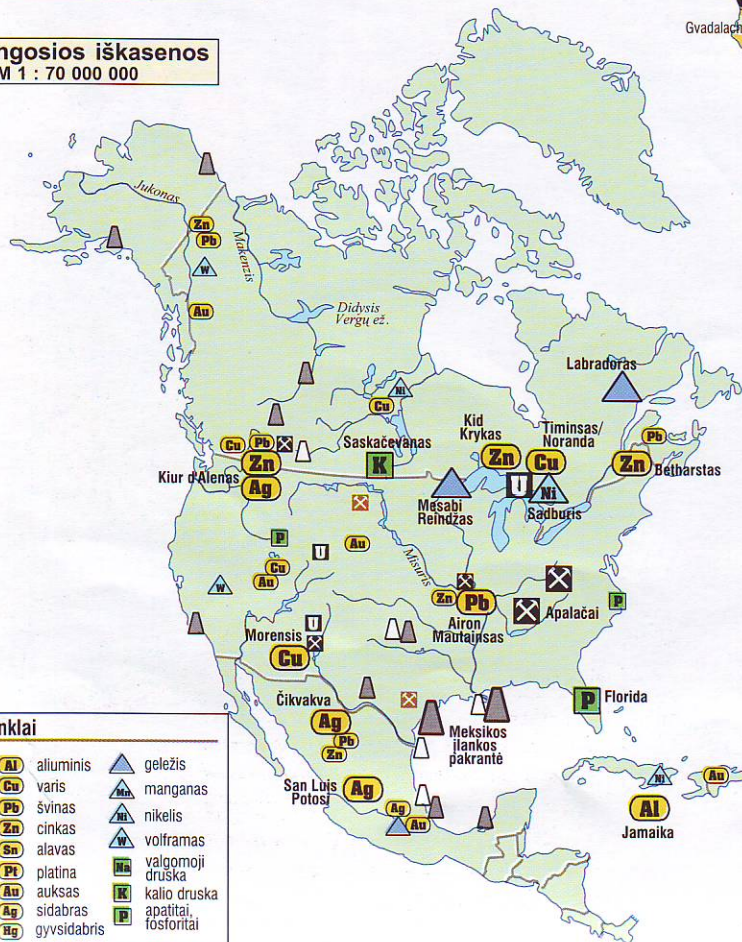 Gvadalach
ngosios iškasenos
M 1 : 70 000 000
Jukonas
Zn
Pb
Makenzis
W
Au
Didysis
Vergų ež.
Labradoras
Ni
Cu
Kid
Krykas
Timinsas/
Noranda
Saskačevanas
Cu
Pb
Pb
Zn
K
Zn
Cu
Zn
Betharstas
Kiur d'Alenas
Ag
U
Ni
Mesabi
Reindžas
Sadburis
P
U
Au
Cu
Au
Misuris
W
Zn
Pb
P
Airon
Mautainsas
Apalačai
U
Morensis
Cu
Čikvakva
Ag
Pb
Zn
P
Florida
Meksikos
įlankos
pakrantė
San Luis
Potosi
Ag
Ag
Au
Ni
Au
Al
Jamaika
nklai
Al aliuminis
Cu varis
Pb švinas
Zn cinkas
Sn alavas
Pt platina
Au auksas
Ag sidabras
Hg gyvsidabris
geležis
Mn manganas
Ni nikelis
W volframas
Na valgomoji
druska
K kalio druska
P apatitai,
fosforitai